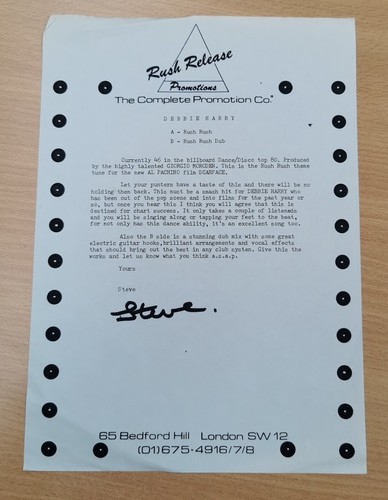 Rush Release
Promotions
The Complete Promotion Co.
DEBBIE HARRY
A - Rush Rush
B - Rush Rush Dub
Currently 46 in the billboard Dance/Disco top 80. Produced
by the highly talented GIORGIO MORODER. This is the Rush Rush theme
tune for the new AL PACHINO film SCARFACE.
Let your punters have a taste of this and there will be no
holding them back. This must be a smash hit for DEBBIE HARRY who
has been out of the pop scene and into films for the past year or
so, but once you hear this I think you will agree that this is
destined for chart success. It only takes a couple of listens
and you will be singing along or tapping your feet to the beat,
for not only has this dance ability, it's an excellent song too.
Also the B side is a stunning dub mix with some great
electric guitar hooks,brilliant arrangements and vocal effects
that should bring out the best in any club system. Give this the
works and let us know what you think a.s.a.p.
Yours
Steve
Steve.
65 Bedford Hill London SW12
(01)675-4916/7/8